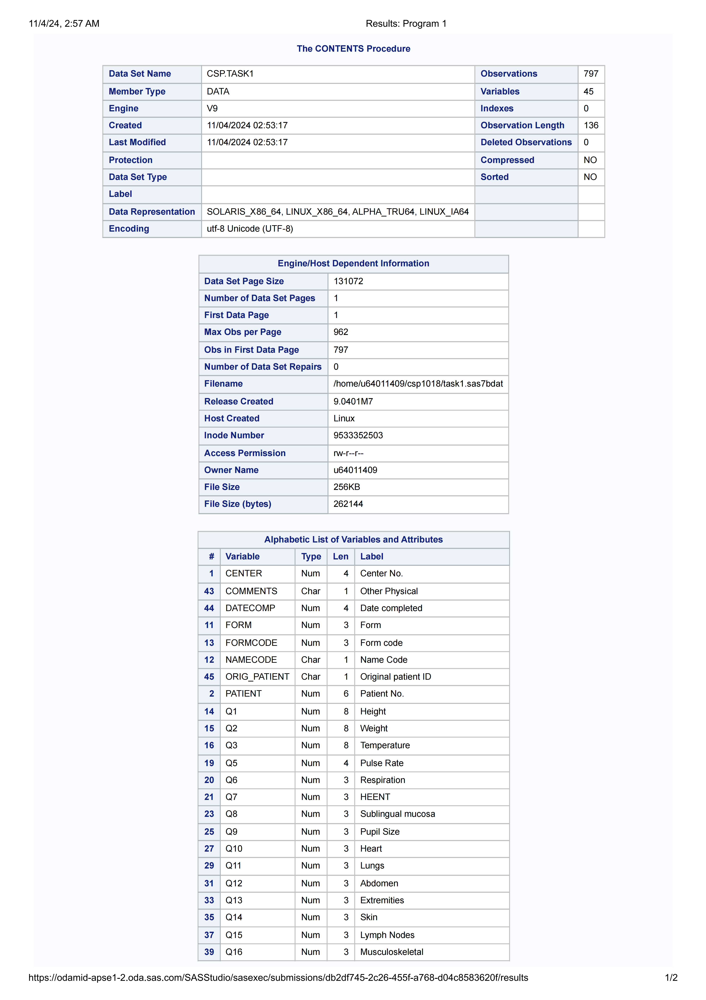 11/4/24, 2:57 AM Results: Program 1
The CONTENTS Procedure
Data Set Name CSP.TASK1 Observations 797
Member Type DATA Variables 45
Engine V9 Indexes 0
Created 11/04/2024 02:53:17 Observation Length 136
Last Modified 11/04/2024 02:53:17 Deleted Observations 0
Protection Compressed NO
Data Set Type Sorted NO
Label
Data Representation SOLARIS_X86_64, LINUX_X86_64, ALPHA_TRU64, LINUX_IA64
Encoding utf-8 Unicode (UTF-8)
Engine/Host Dependent Information
Data Set Page Size 131072
Number of Data Set Pages 1
First Data Page 1
Max Obs per Page 962
Obs in First Data Page 797
Number of Data Set Repairs 0
Filename /home/u64011409/csp1018/task1.sas7bdat
Release Created 9.0401M7
Host Created Linux
Inode Number 9533352503
Access Permission rw-r--r--
Owner Name u64011409
File Size 256KB
File Size (bytes) 262144
Alphabetic List of Variables and Attributes
# Variable Type Len Label
1 CENTER Num 4 Center No.
43 COMMENTS Char 1 Other Physical
44 DATECOMP Num 4 Date completed
11 FORM Num 3 Form
13 FORMCODE Num 3 Form code
12 NAMECODE Char 1 Name Code
45 ORIG_PATIENT Char 1 Original patient ID
2 PATIENT Num 6 Patient No.
14 Q1 Num 8 Height
15 Q2 Num 8 Weight
16 Q3 Num 8 Temperature
19 Q5 Num 4 Pulse Rate
20 Q6 Num 3 Respiration
21 Q7 Num 3 HEENT
23 Q8 Num 3 Sublingual mucosa
25 Q9 Num 3 Pupil Size
27 Q10 Num 3 Heart
29 Q11 Num 3 Lungs
31 Q12 Num 3 Abdomen
33 Q13 Num 3 Extremities
35 Q14 Num 3 Skin
37 Q15 Num 3 Lymph Nodes
39 Q16 Num 3 Musculoskeletal
https://odamid-apse1-2.oda.sas.com/SASStudio/sasexec/submissions/db2df745-2c26-455f-a768-d04c8583620f/results 1/2